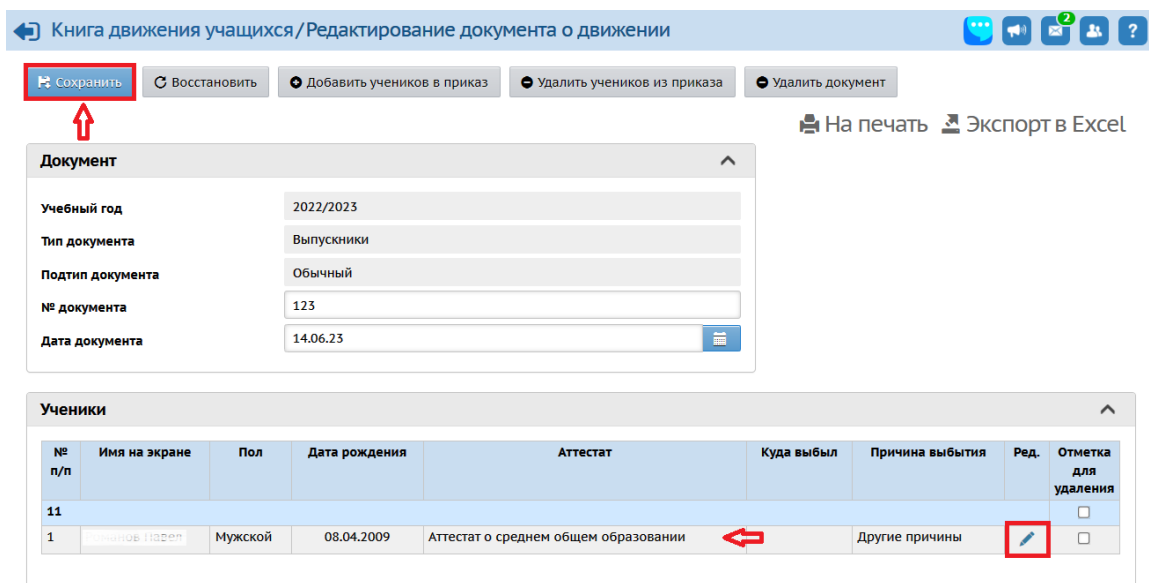 Книга движения учащихся/Редактирование документа о движении
2
?
Сохранить
Восстановить
Добавить учеников в приказ
Удалить учеников из приказа
Удалить документ
На печать
Экспорт в Excel
Документ
Учебный год 2022/2023
Тип документа Выпускники
Подтип документа Обычный
№ документа 123
Дата документа 14.06.23
Ученики
№ п/п Имя на экране Пол Дата рождения Аттестат Куда выбыл Причина выбытия Ред. Отметка для удаления
11
1 Мужской 08.04.2009 Аттестат о среднем общем образовании Другие причины